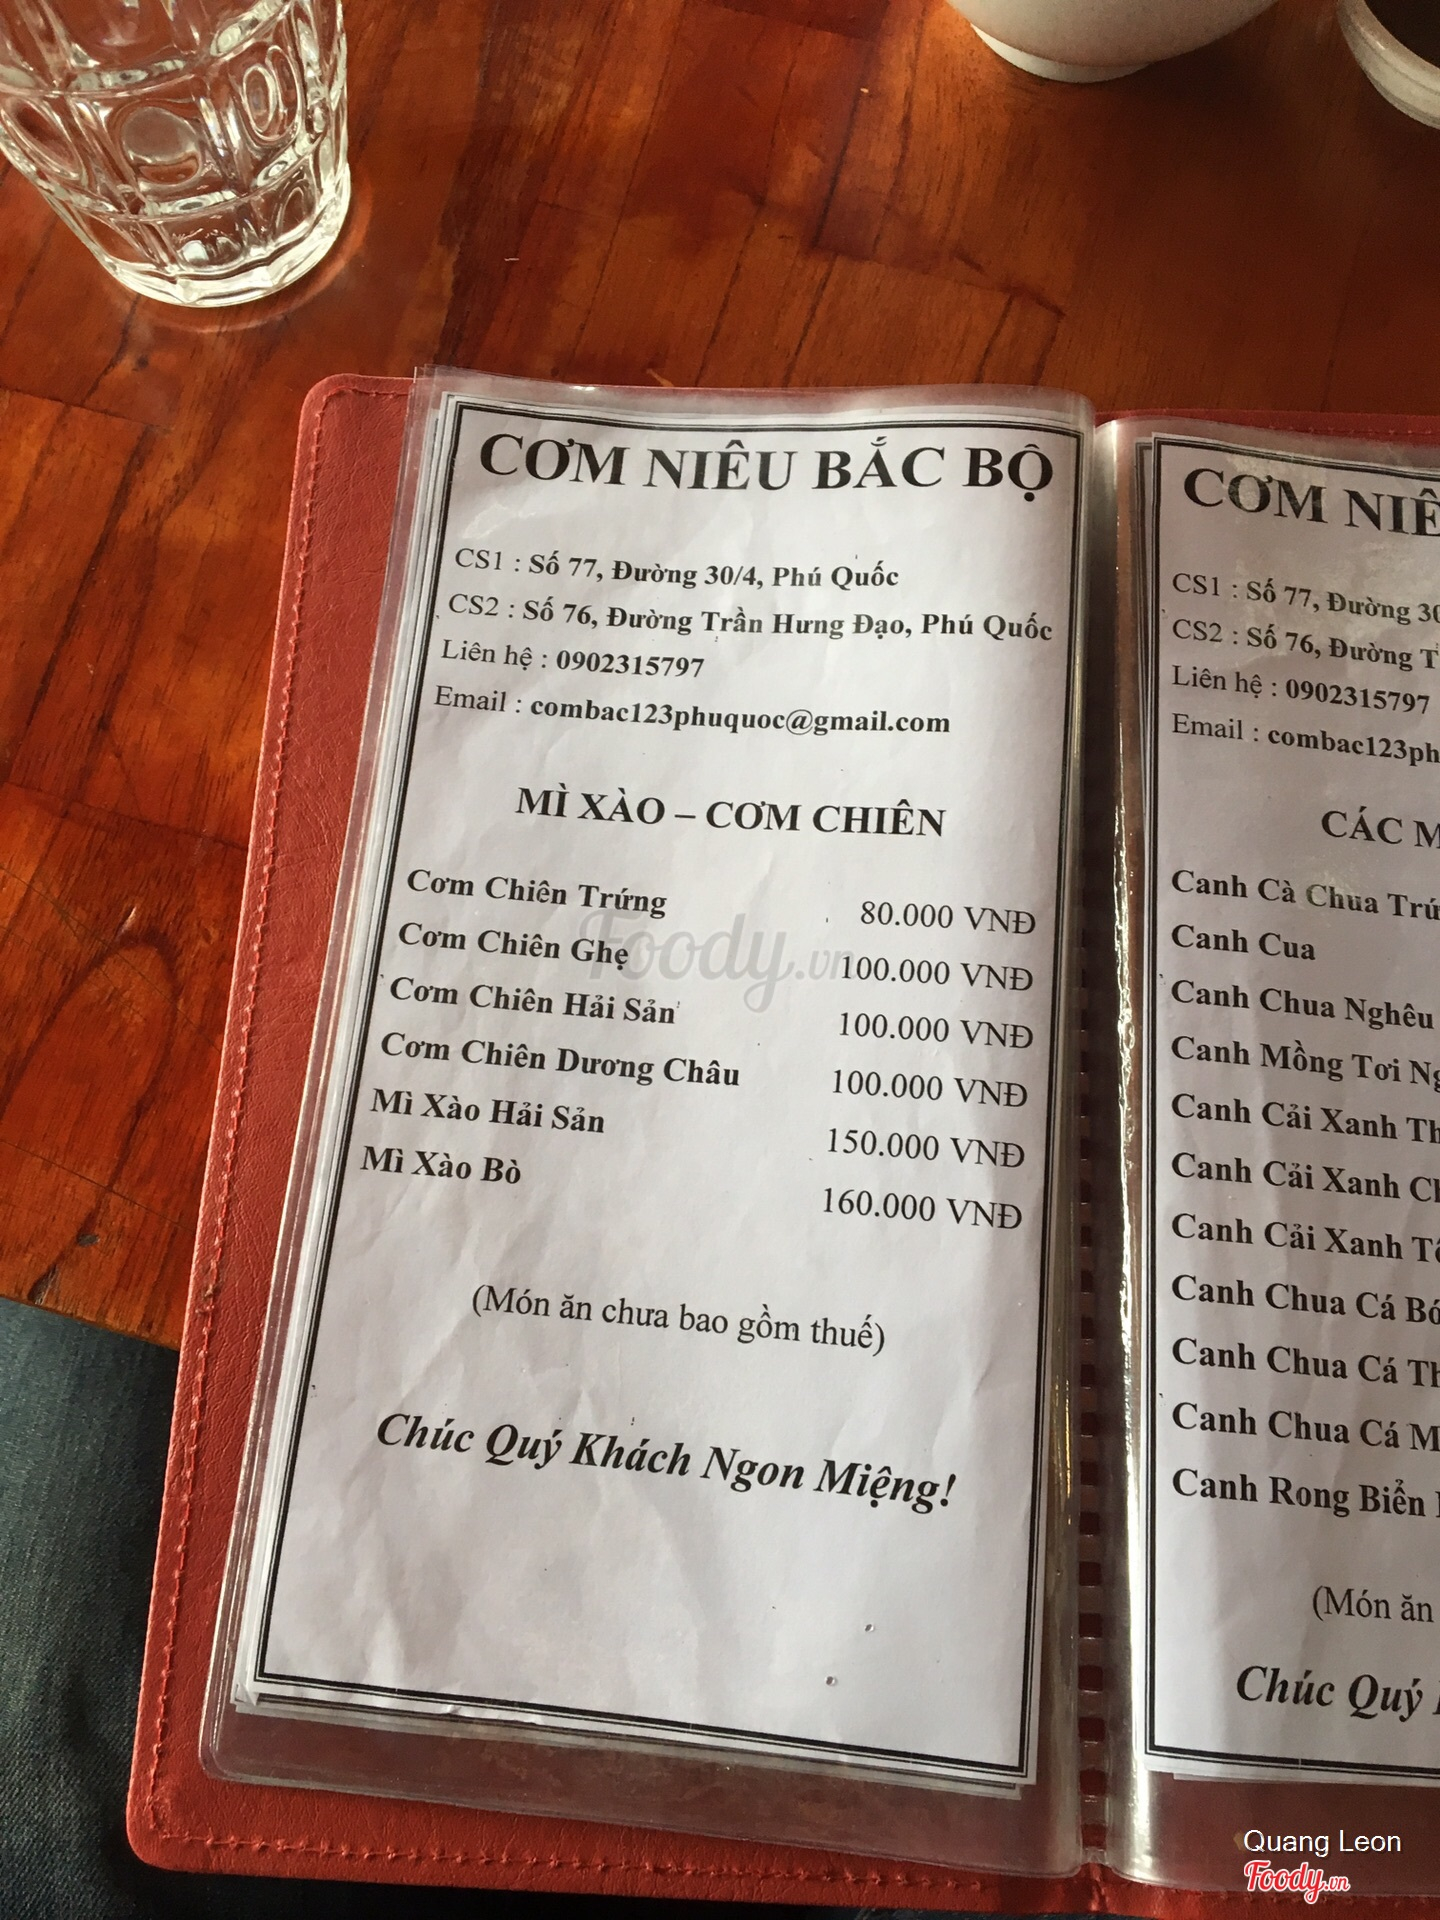 CƠM NIÊU BẮC BỘ
CS1 : Số 77, Đường 30/4, Phú Quốc
CS2 : Số 76, Đường Trần Hưng Đạo, Phú Quốc
Liên hệ : 0902315797
Email : combac123phuquoc@gmail.com
MÌ XÀO – CƠM CHIÊN
Cơm Chiên Trứng 80.000 VNĐ
Cơm Chiên Ghẹ 100.000 VNĐ
Cơm Chiên Hải Sản 100.000 VNĐ
Cơm Chiên Dương Châu 100.000 VNĐ
Mì Xào Hải Sản 150.000 VNĐ
Mì Xào Bò 160.000 VNĐ
(Món ăn chưa bao gồm thuế)
Chúc Quý Khách Ngon Miệng!
Foody.vn
CƠM
CS1 : Số 77, Đường
CS2 : Số 76, Đường
Liên hệ : 0902315797
Email :
CÁC
Canh Cà Chua
Canh Cua
Canh Chua Nghêu
Canh Mồng Tơi
Canh Cải Xanh
Canh Cải Xanh
Canh Cải Xanh
Canh Chua Cá
Canh Chua Cá
Canh Chua Cá
Canh Rong Biển
(Món ăn
Chúc Quý
Quang Leon
Foody.vn